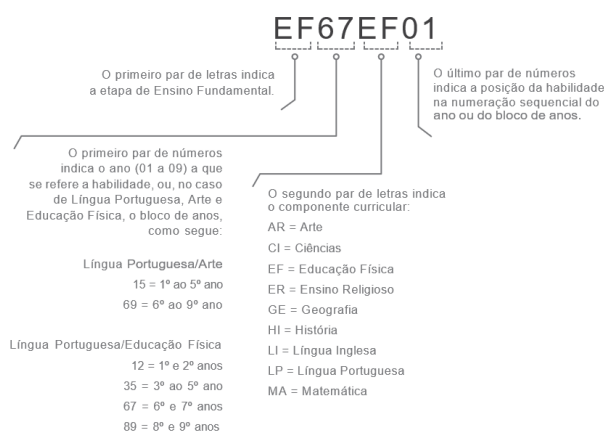 EF67EF01
O primeiro par de letras indica
a etapa de Ensino Fundamental.
O último par de números
indica a posição da habilidade
na numeração sequencial do
ano ou do bloco de anos.
O primeiro par de números
indica o ano (01 a 09) a que
se refere a habilidade, ou, no caso
de Língua Portuguesa, Arte e
Educação Física, o bloco de anos,
como segue:
Língua Portuguesa/Arte
15 = 1º ao 5º ano
69 = 6º ao 9º ano
Língua Portuguesa/Educação Física
12 = 1º e 2º anos
35 = 3º ao 5º ano
67 = 6º e 7º anos
89 = 8º e 9º anos
O segundo par de letras indica
o componente curricular:
AR = Arte
CI = Ciências
EF = Educação Física
ER = Ensino Religioso
GE = Geografia
HI = História
LI = Língua Inglesa
LP = Língua Portuguesa
MA = Matemática